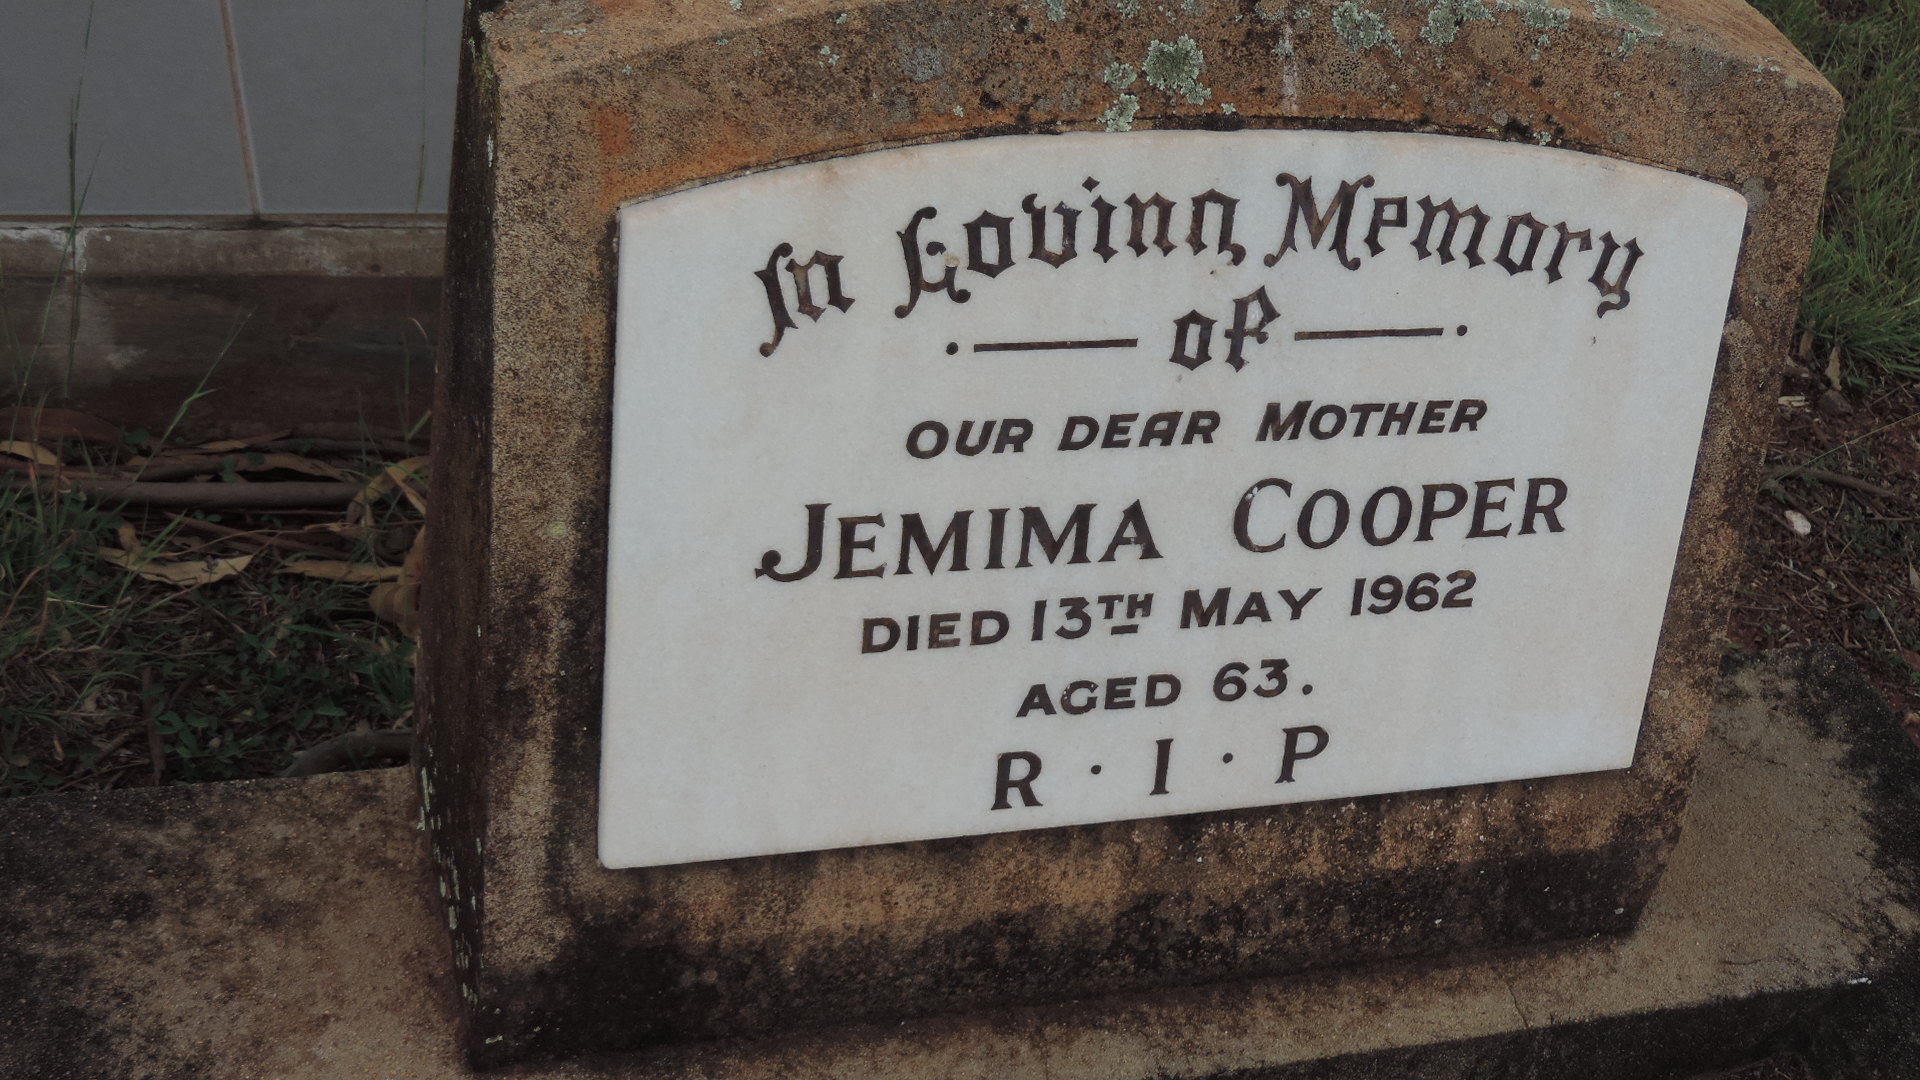 In Loving Memory
of
OUR DEAR MOTHER
JEMIMA COOPER
DIED 13TH MAY 1962
AGED 63.
R · I · P